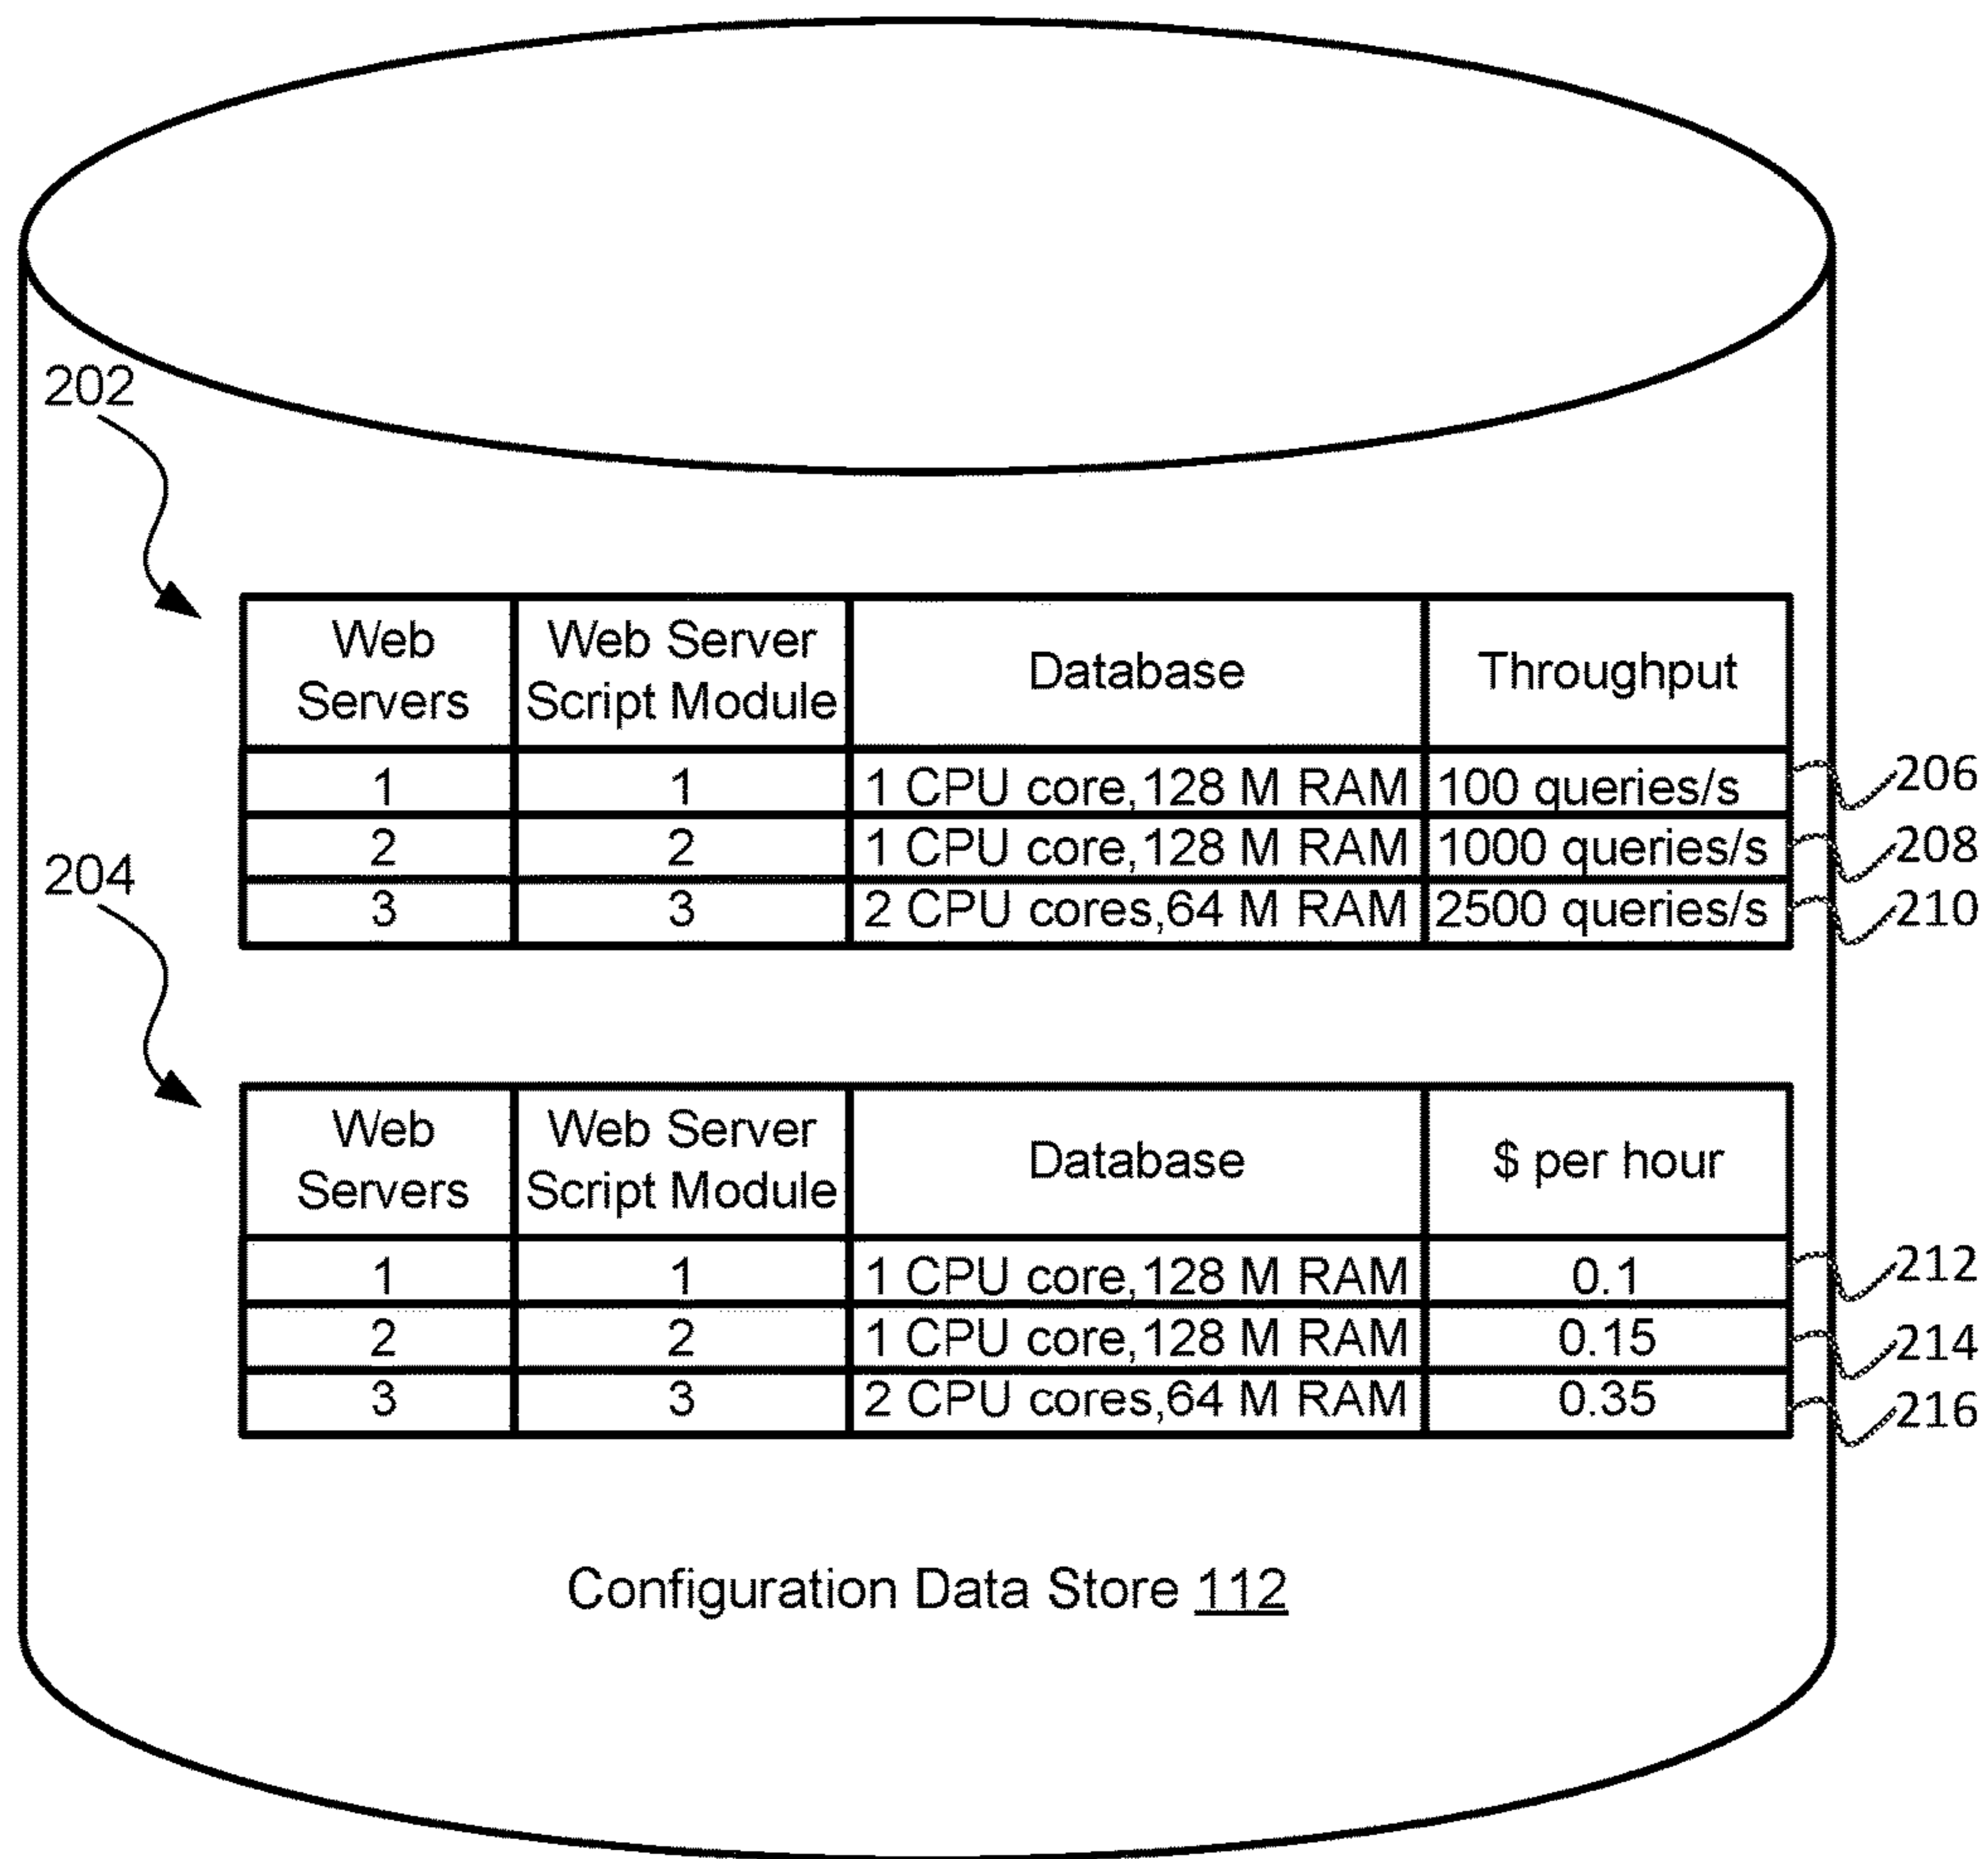 202
Web Servers Web Server Script Module Database Throughput
1 1 1 CPU core,128 M RAM 100 queries/s 206
2 2 1 CPU core,128 M RAM 1000 queries/s 208
3 3 2 CPU cores,64 M RAM 2500 queries/s 210
204
Web Servers Web Server Script Module Database $ per hour
1 1 1 CPU core,128 M RAM 0.1 212
2 2 1 CPU core,128 M RAM 0.15 214
3 3 2 CPU cores,64 M RAM 0.35 216
Configuration Data Store 112